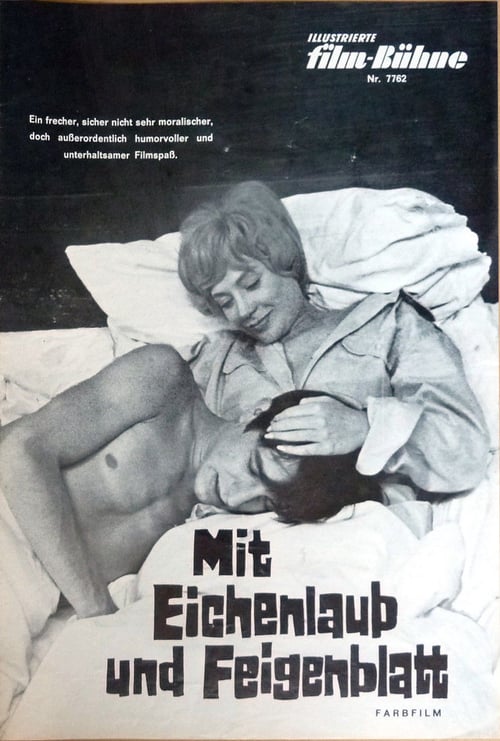 ILLUSTRIERTE
film-Bühne
Nr. 7762
Ein frecher, sicher nicht sehr moralischer,
doch außerordentlich humorvoller und
unterhaltsamer Filmspaß.
Mit
Eichenlaub
und Feigenblatt
FARBFILM